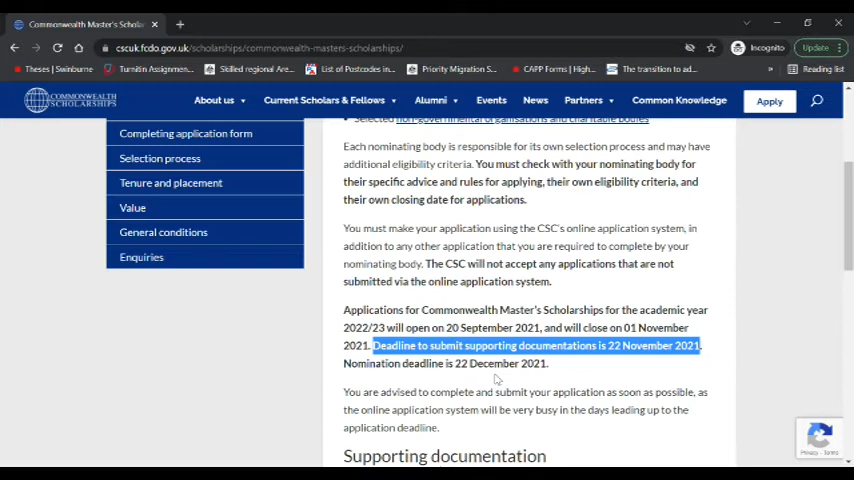 Commonwealth Master's Schola
cscuk.fcdo.gov.uk/scholarships/commonwealth-masters-scholarships/
Incognito
Update
Theses | Swinburne
Turnitin Assignmen...
Skilled regional Are...
List of Postcodes in...
Priority Migration S...
CAPP Forms | High...
The transition to ad...
»
Reading list
COMMONWEALTH
SCHOLARSHIPS
About us
Current Scholars & Fellows
Alumni
Events
News
Partners
Common Knowledge
Apply
Completing application form
Selection process
Tenure and placement
Value
General conditions
Enquiries
• Selected non-governmental organisations and charitable bodies
Each nominating body is responsible for its own selection process and may have
additional eligibility criteria. You must check with your nominating body for
their specific advice and rules for applying, their own eligibility criteria, and
their own closing date for applications.
You must make your application using the CSC's online application system, in
addition to any other application that you are required to complete by your
nominating body. The CSC will not accept any applications that are not
submitted via the online application system.
Applications for Commonwealth Master's Scholarships for the academic year
2022/23 will open on 20 September 2021, and will close on 01 November
2021. Deadline to submit supporting documentations is 22 November 2021.
Nomination deadline is 22 December 2021.
You are advised to complete and submit your application as soon as possible, as
the online application system will be very busy in the days leading up to the
application deadline.
Supporting documentation
Privacy - Terms